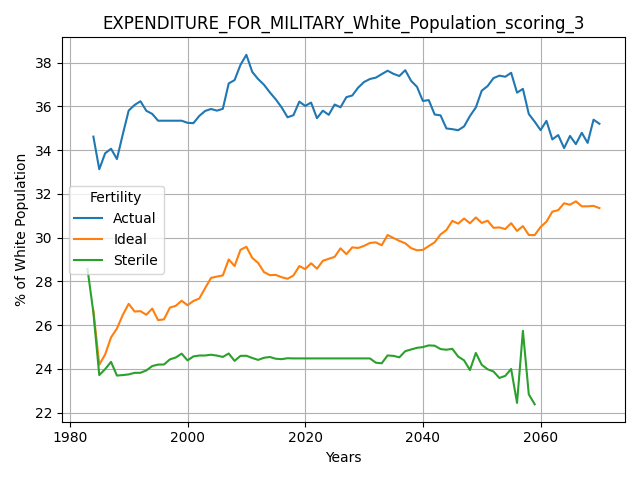 EXPENDITURE_FOR_MILITARY_White_Population_scoring_3
% of White Population
38
36
34
32
30
28
26
24
22
Fertility
Actual
Ideal
Sterile
1980
2000
2020
2040
2060
Years